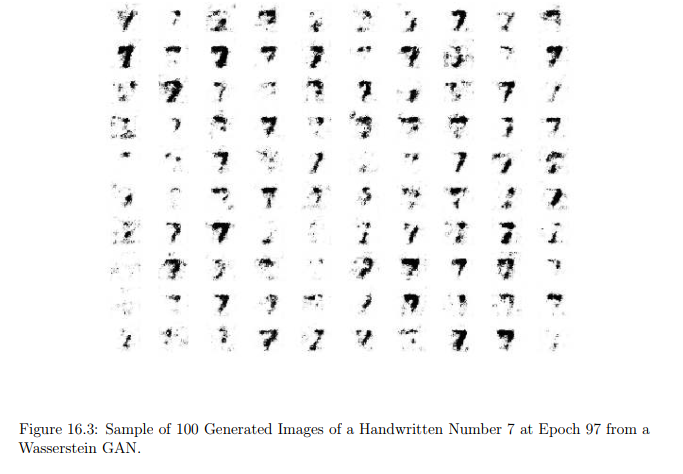 Figure 16.3: Sample of 100 Generated Images of a Handwritten Number 7 at Epoch 97 from a
Wasserstein GAN.